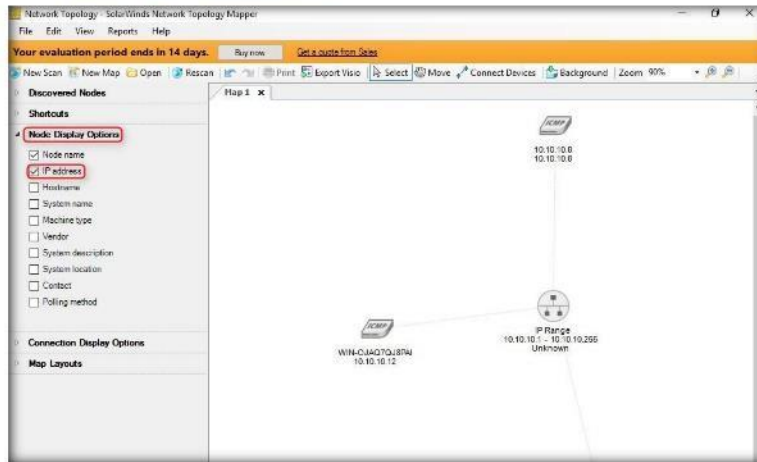 Network Topology - SolarWinds Network Topology Mapper
File Edit View Reports Help
Your evaluation period ends in 14 days. Buy now Get a quote from Sales
New Scan New Map Open Rescan Print Export Visio Select Move Connect Devices Background Zoom 90%
Discovered Nodes
Shortcuts
Node Display Options
Node name
IP address
Hostname
System name
Machine type
Vendor
System description
System location
Contact
Polling method
Connection Display Options
Map Layouts
Map 1 x
ICMP
10.10.10.8
10.10.10.8
ICMP
10.10.10.12
IP Range
10.10.10.1 - 10.10.10.255
Unknown